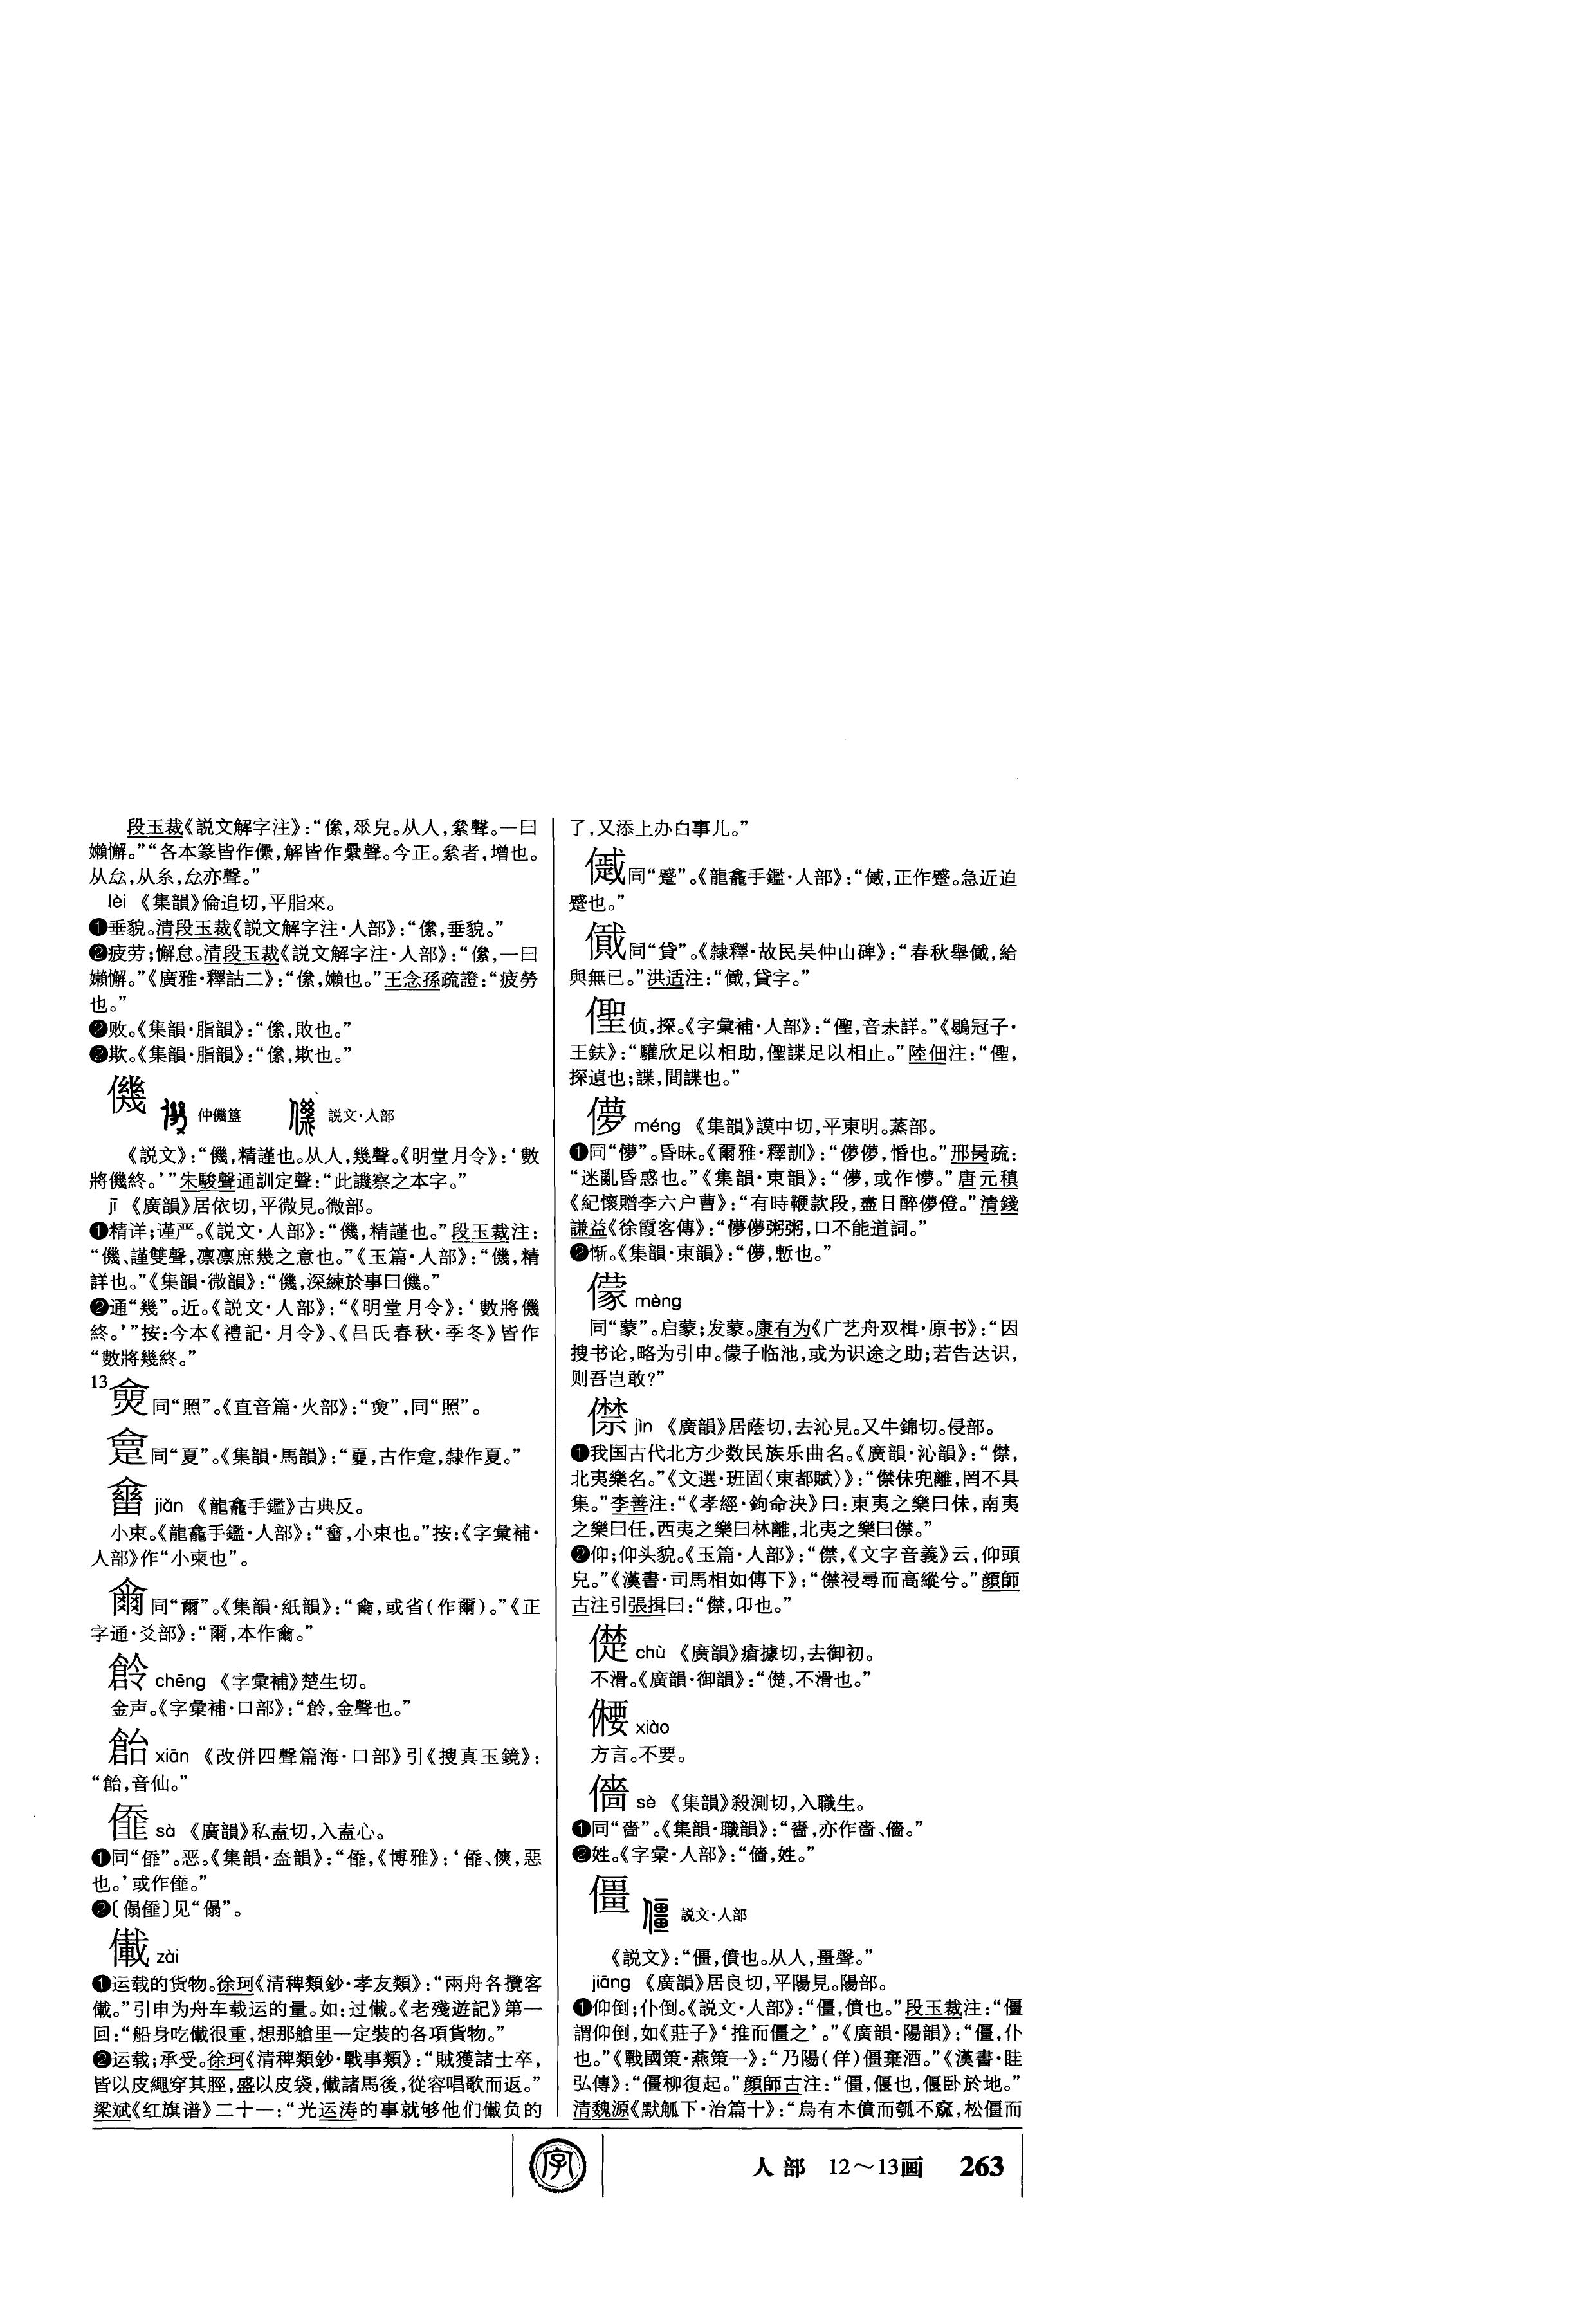 段玉裁《説文解字注》：“傫，垂皃。从人，絫聲。一曰
嬾懈。”“各本篆皆作儽，解皆作纍聲。今正。絫者，增也。
从厽，从糸，厽亦聲。”
lèi 《集韻》倫追切，平脂來。
❶垂貌。清段玉裁《説文解字注·人部》：“傫，垂貌。”
❷疲劳；懈怠。清段玉裁《説文解字注·人部》：“傫，一曰
嬾懈。”《廣雅·釋詁二》：“傫，嬾也。”王念孫疏證：“疲勞
也。”
❷败。《集韻·脂韻》：“傫，敗也。”
❷欺。《集韻·脂韻》：“傫，欺也。”
僟 仲僟簋 説文·人部
《説文》：“僟，精謹也。从人，幾聲。《明堂月令》：‘數
將僟終。’”朱駿聲通訓定聲：“此譏察之本字。”
jī 《廣韻》居依切，平微見。微部。
❶精详；谨严。《説文·人部》：“僟，精謹也。”段玉裁注：
“僟、謹雙聲，凛凛庶幾之意也。”《玉篇·人部》：“僟，精
詳也。”《集韻·微韻》：“僟，深練於事曰僟。”
❷通“幾”。近。《説文·人部》：“《明堂月令》：‘數將僟
終。’”按：今本《禮記·月令》、《吕氏春秋·季冬》皆作
“數將幾終。”
13
同“照”。《直音篇·火部》：“”，同“照”。
同“夏”。《集韻·馬韻》：“，古作，隸作夏。”
jiǎn 《龍龕手鑑》古典反。
小束。《龍龕手鑑·人部》：“，小束也。”按：《字彙補·
人部》作“小柬也”。
同“爾”。《集韻·紙韻》：“，或省（作爾）。”《正
字通·爻部》：“爾，本作。”
chēng 《字彙補》楚生切。
金声。《字彙補·口部》：“，金聲也。”
xiān 《改併四聲篇海·口部》引《搜真玉鏡》：
“，音仙。”
sà 《廣韻》私盍切，入盍心。
❶同“”。恶。《集韻·盇韻》：“，《博雅》：‘、㑔，惡
也。’或作。”
❷〔傝〕见“傝”。
儎 zài
❶运载的货物。徐珂《清稗類鈔·孝友類》：“兩舟各攬客
儎。”引申为舟车载运的量。如：过儎。《老殘遊記》第一
回：“船身吃儎很重，想那艙里一定裝的各項貨物。”
❷运载；承受。徐珂《清稗類鈔·戰事類》：“賊獲諸士卒，
皆以皮繩穿其脛，盛以皮袋，儎諸馬後，從容唱歌而返。”
梁斌《红旗谱》二十一：“光运涛的事就够他们儎负的
了，又添上办白事儿。”
同“蹙”。《龍龕手鑑·人部》：“，正作蹙。急近迫
蹙也。”
同“貸”。《隸釋·故民吴仲山碑》：“春秋舉，給
與無已。”洪适注：“，貸字。”
侦，探。《字彙補·人部》：“，音未詳。”《鶡冠子·
王鈇》：“驩欣足以相助，諜足以相止。”陸佃注：“，
探遉也；諜，間諜也。”
儚 méng 《集韻》謨中切，平東明。蒸部。
❶同“儚”。昏昧。《爾雅·釋訓》：“儚儚，惛也。”邢昺疏：
“迷亂昏惑也。”《集韻·東韻》：“儚，或作懜。”唐元稹
《紀懷贈李六户曹》：“有時鞭款段，盡日醉儚僜。”清錢
謙益《徐霞客傳》：“儚儚粥粥，口不能道詞。”
❷惭。《集韻·東韻》：“儚，慙也。”
儚 mèng
同“蒙”。启蒙；发蒙。康有为《广艺舟双楫·原书》：“因
搜书论，略为引申。儚子临池，或为识途之助；若告达识，
则吾岂敢？”
僸 jìn 《廣韻》居蔭切，去沁見。又牛錦切。侵部。
❶我国古代北方少数民族乐曲名。《廣韻·沁韻》：“僸，
北夷樂名。”《文選·班固〈東都賦〉》：“僸佅兜離，罔不具
集。”李善注：“《孝經·鉤命決》曰：東夷之樂曰佅，南夷
之樂曰任，西夷之樂曰林離，北夷之樂曰僸。”
❷仰；仰头貌。《玉篇·人部》：“僸，《文字音義》云，仰頭
皃。”《漢書·司馬相如傳下》：“僸祲尋而高縱兮。”顔師
古注引張揖曰：“僸，卬也。”
儊 chù 《廣韻》瘡據切，去御初。
不滑。《廣韻·御韻》：“儊，不滑也。”
xiào
方言。不要。
sè 《集韻》殺測切，入職生。
❶同“嗇”。《集韻·職韻》：“嗇，亦作、。”
❷姓。《字彙·人部》：“，姓。”
僵 説文·人部
《説文》：“僵，僨也。从人，畺聲。”
jiāng 《廣韻》居良切，平陽見。陽部。
❶仰倒；仆倒。《説文·人部》：“僵，僨也。”段玉裁注：“僵
謂仰倒，如《莊子》‘推而僵之’。”《廣韻·陽韻》：“僵，仆
也。”《戰國策·燕策一》：“乃陽（佯）僵棄酒。”《漢書·眭
弘傳》：“僵柳復起。”顔師古注：“僵，偃也，偃卧於地。”
清魏源《默觚下·治篇十》：“烏有木僨而瓠不窳，松僵而
字
人部 12～13画 263